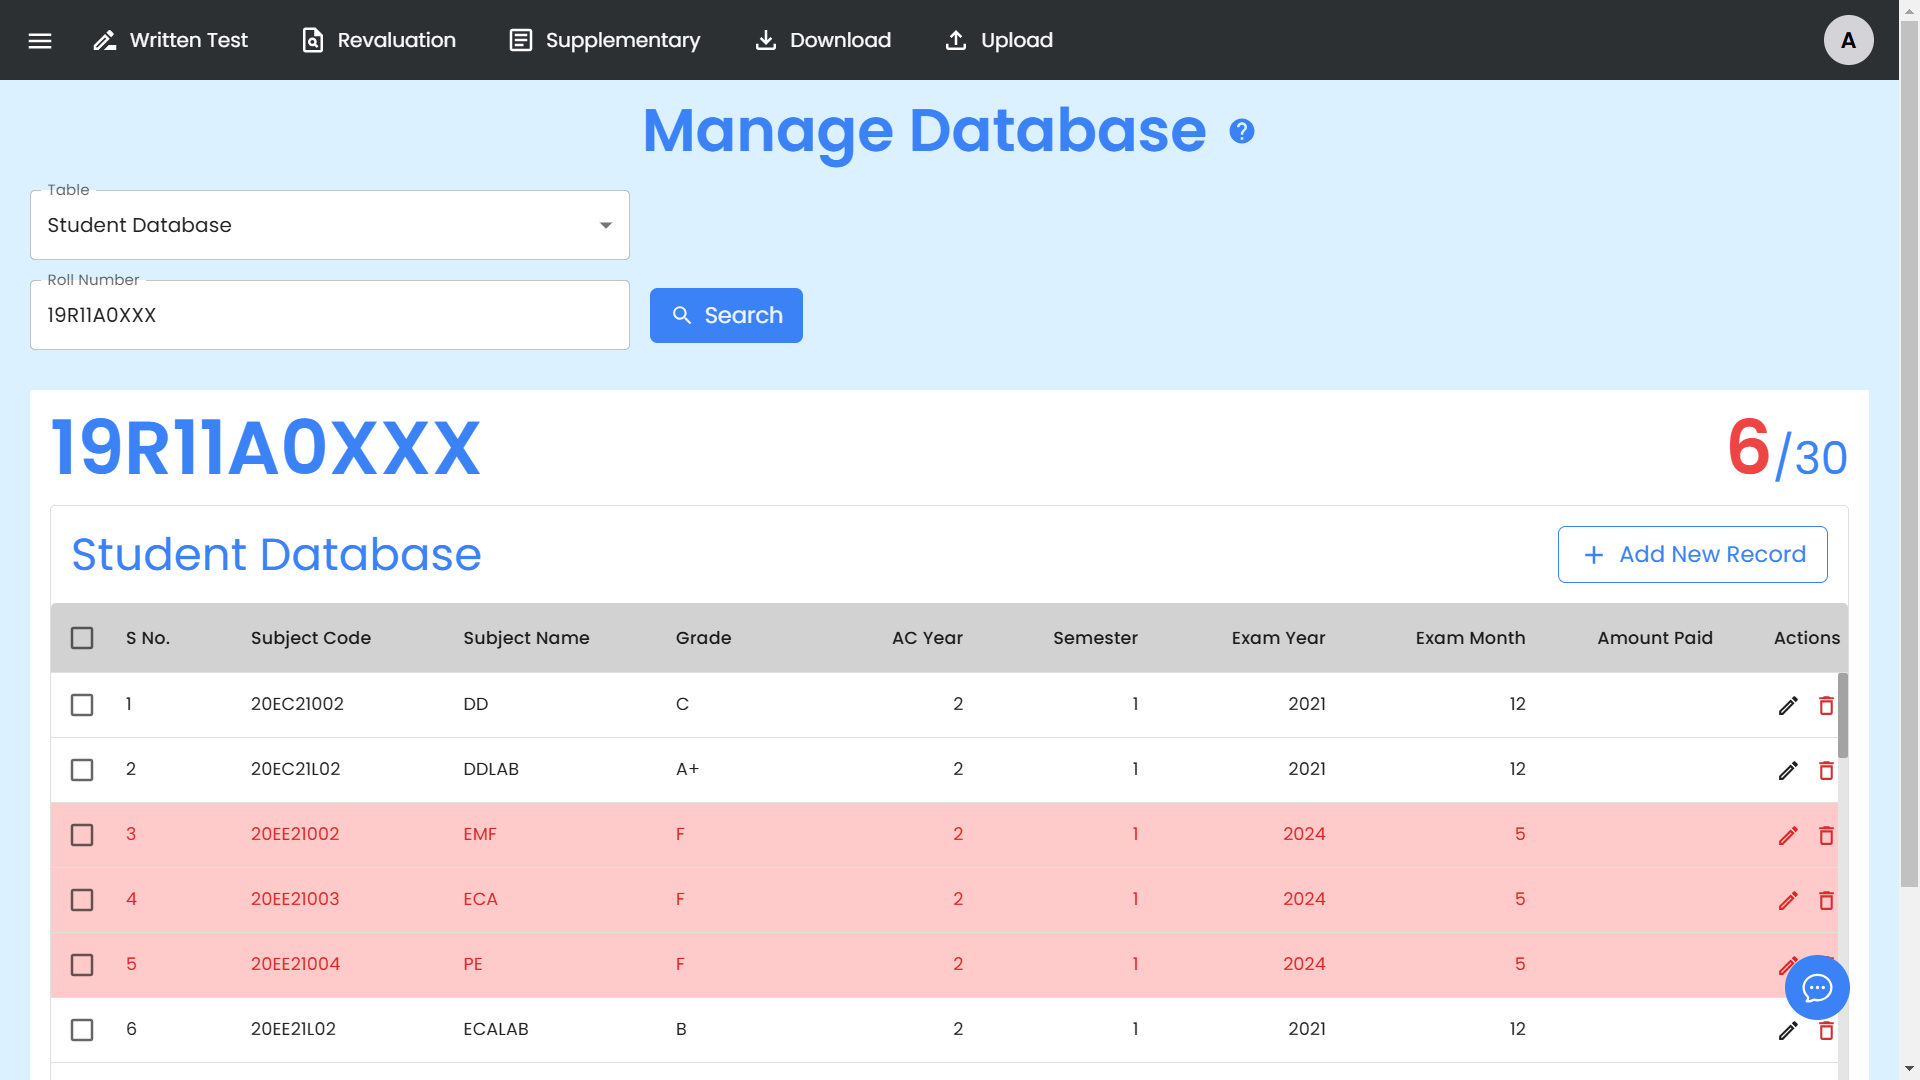 Written Test Revaluation Supplementary Download Upload A
Manage Database ?
Table
Student Database
Roll Number
19R11A0XXX
Search
19R11A0XXX 6/30
Student Database + Add New Record
S No. Subject Code Subject Name Grade AC Year Semester Exam Year Exam Month Amount Paid Actions
1 20EC21002 DD C 2 1 2021 12
2 20EC21L02 DDLAB A+ 2 1 2021 12
3 20EE21002 EMF F 2 1 2024 5
4 20EE21003 ECA F 2 1 2024 5
5 20EE21004 PE F 2 1 2024 5
6 20EE21L02 ECALAB B 2 1 2021 12